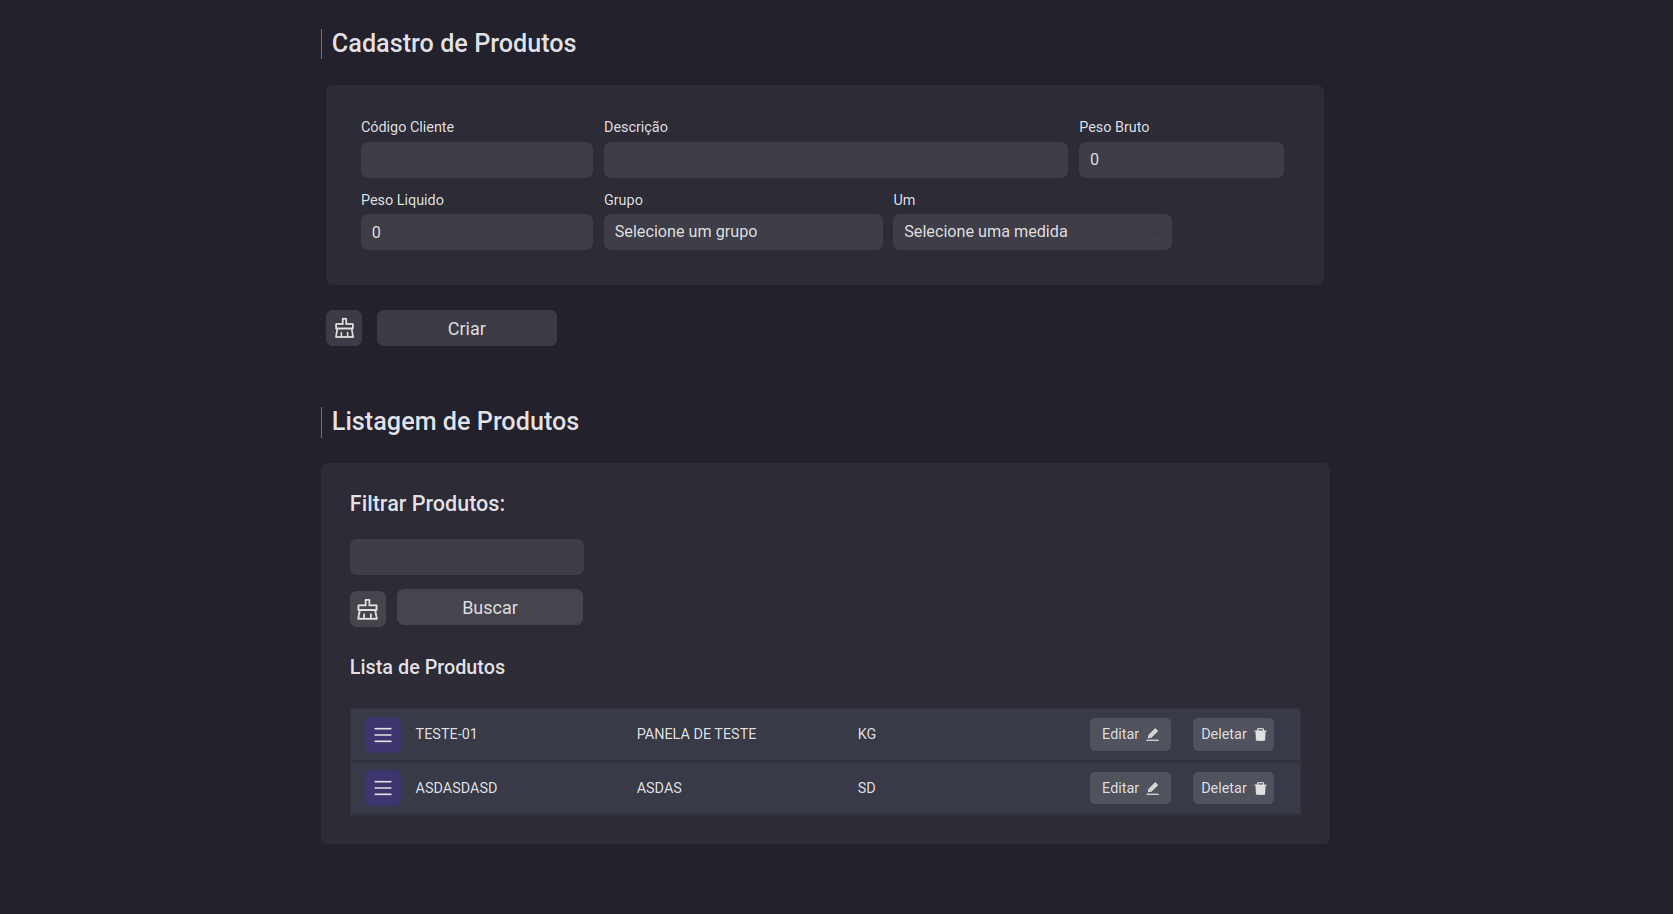 Cadastro de Produtos
Código Cliente Descrição Peso Bruto
0
Peso Liquido Grupo Um
0 Selecione um grupo Selecione uma medida
Criar
Listagem de Produtos
Filtrar Produtos:
Buscar
Lista de Produtos
TESTE-01 PANELA DE TESTE KG Editar Deletar
ASDASDASD ASDAS SD Editar Deletar